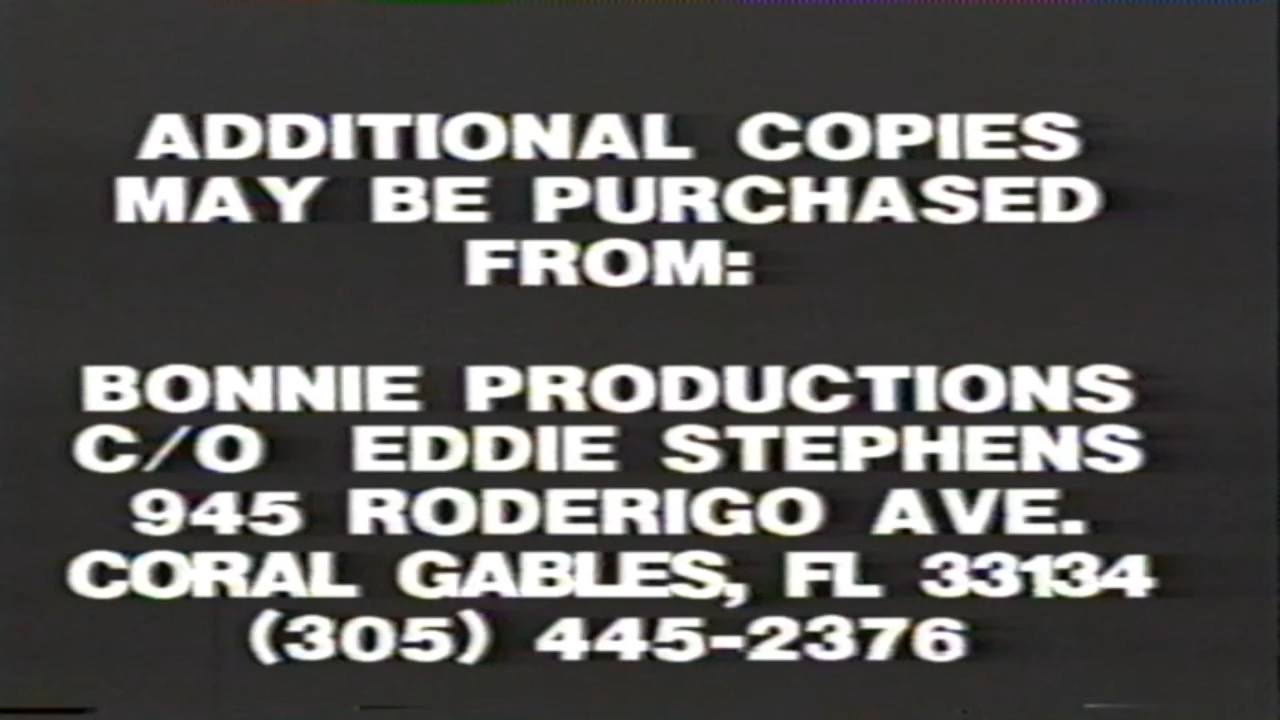 ADDITIONAL COPIES
MAY BE PURCHASED
FROM:
BONNIE PRODUCTIONS
C/O EDDIE STEPHENS
945 RODERIGO AVE.
CORAL GABLES, FL 33134
(305) 445-2376